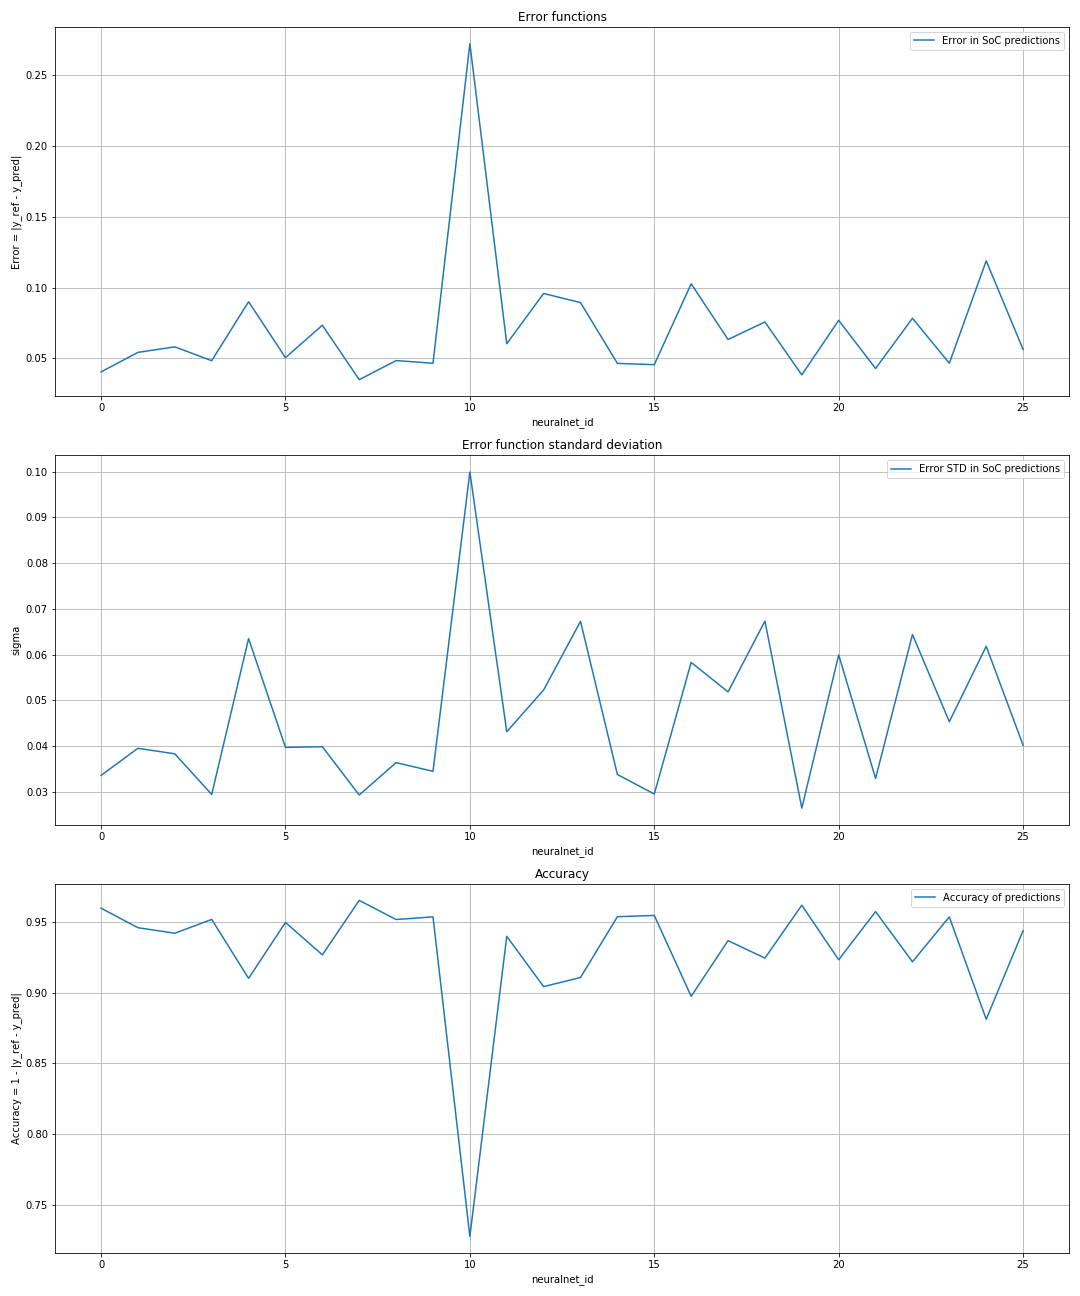 Error functions
Error in SoC predictions
0.25
0.20
0.15
0.10
0.05
Error = |y_ref - y_pred|
0 5 10 15 20 25
neuralnet_id
Error function standard deviation
Error STD in SoC predictions
0.10
0.09
0.08
0.07
0.06
0.05
0.04
0.03
sigma
0 5 10 15 20 25
neuralnet_id
Accuracy
Accuracy of predictions
0.95
0.90
0.85
0.80
0.75
Accuracy = 1 - |y_ref - y_pred|
0 5 10 15 20 25
neuralnet_id